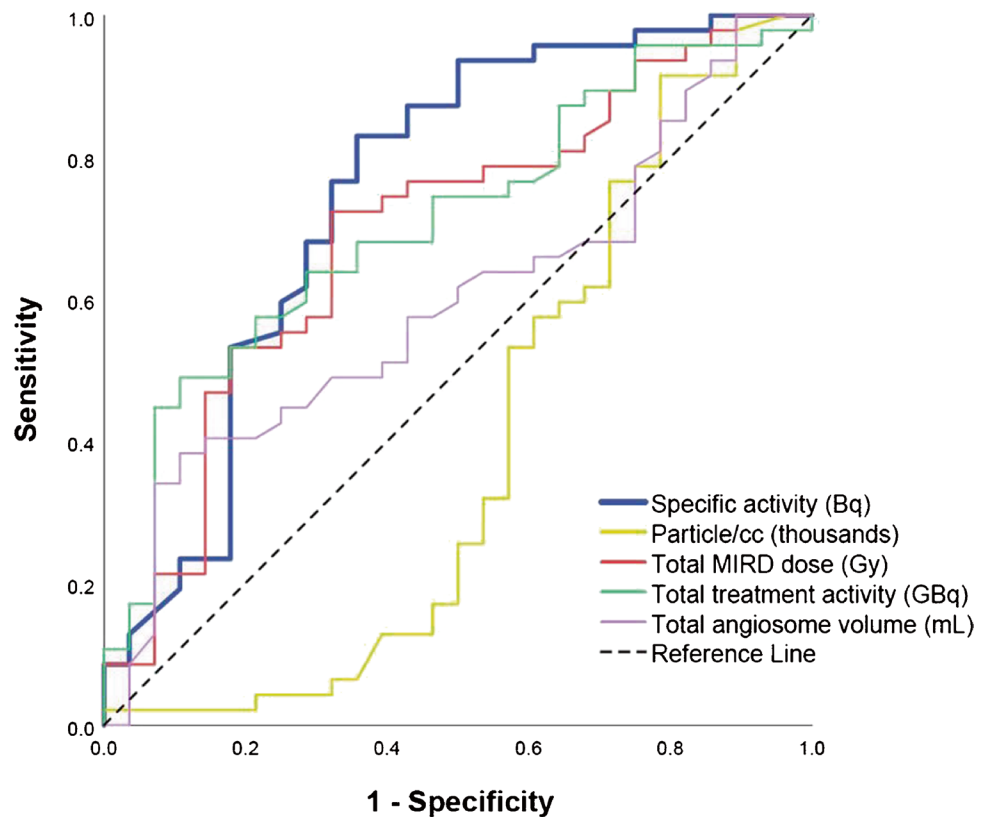 1.0
0.8
0.6
0.4
0.2
0.0
Sensitivity
Specific activity (Bq)
Particle/cc (thousands)
Total MIRD dose (Gy)
Total treatment activity (GBq)
Total angiosome volume (mL)
Reference Line
0.0 0.2 0.4 0.6 0.8 1.0
1 - Specificity